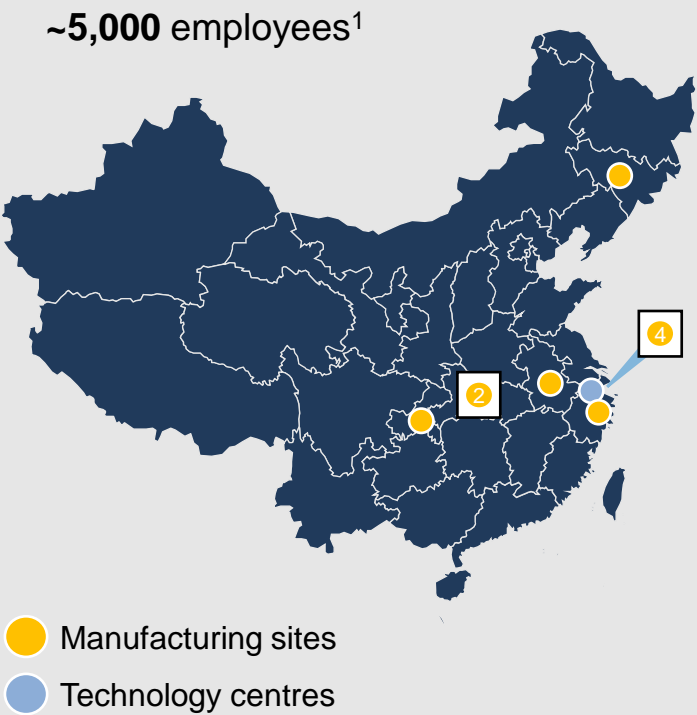 ~5,000 employees¹
4
2
Manufacturing sites
Technology centres